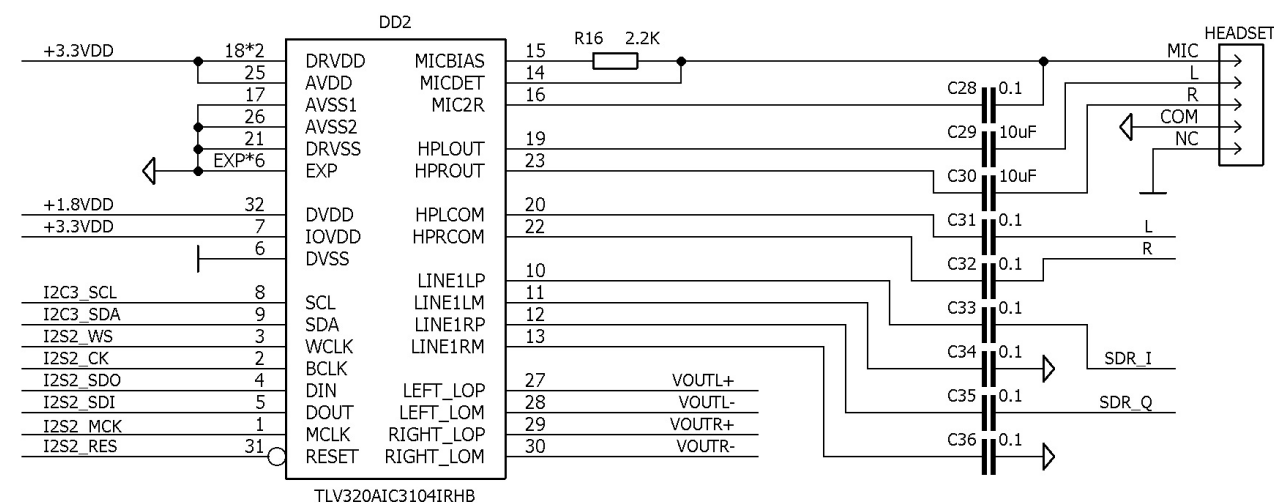 DD2
HEADSET
+3.3VDD 18*2 DRVDD MICBIAS 15 R16 2.2K MIC
25 AVDD MICDET 14 L
17 AVSS1 MIC2R 16 C28 0.1 R
26 AVSS2 COM
21 DRVSS HPLOUT 19 C29 10uF NC
EXP*6 EXP HPROUT 23 C30 10uF
+1.8VDD 32 DVDD HPLCOM 20 C31 0.1 L
+3.3VDD 7 IOVDD HPRCOM 22 C32 0.1 R
6 DVSS
LINE1LP 10 C33 0.1
I2C3_SCL 8 SCL LINE1LM 11 C34 0.1 SDR_I
I2C3_SDA 9 SDA LINE1RP 12 C35 0.1 SDR_Q
I2S2_WS 3 WCLK LINE1RM 13 C36 0.1
I2S2_CK 2 BCLK
I2S2_SDO 4 DIN LEFT_LOP 27 VOUTL+
I2S2_SDI 5 DOUT LEFT_LOM 28 VOUTL-
I2S2_MCK 1 MCLK RIGHT_LOP 29 VOUTR+
I2S2_RES 31 RESET RIGHT_LOM 30 VOUTR-
TLV320AIC3104IRHB